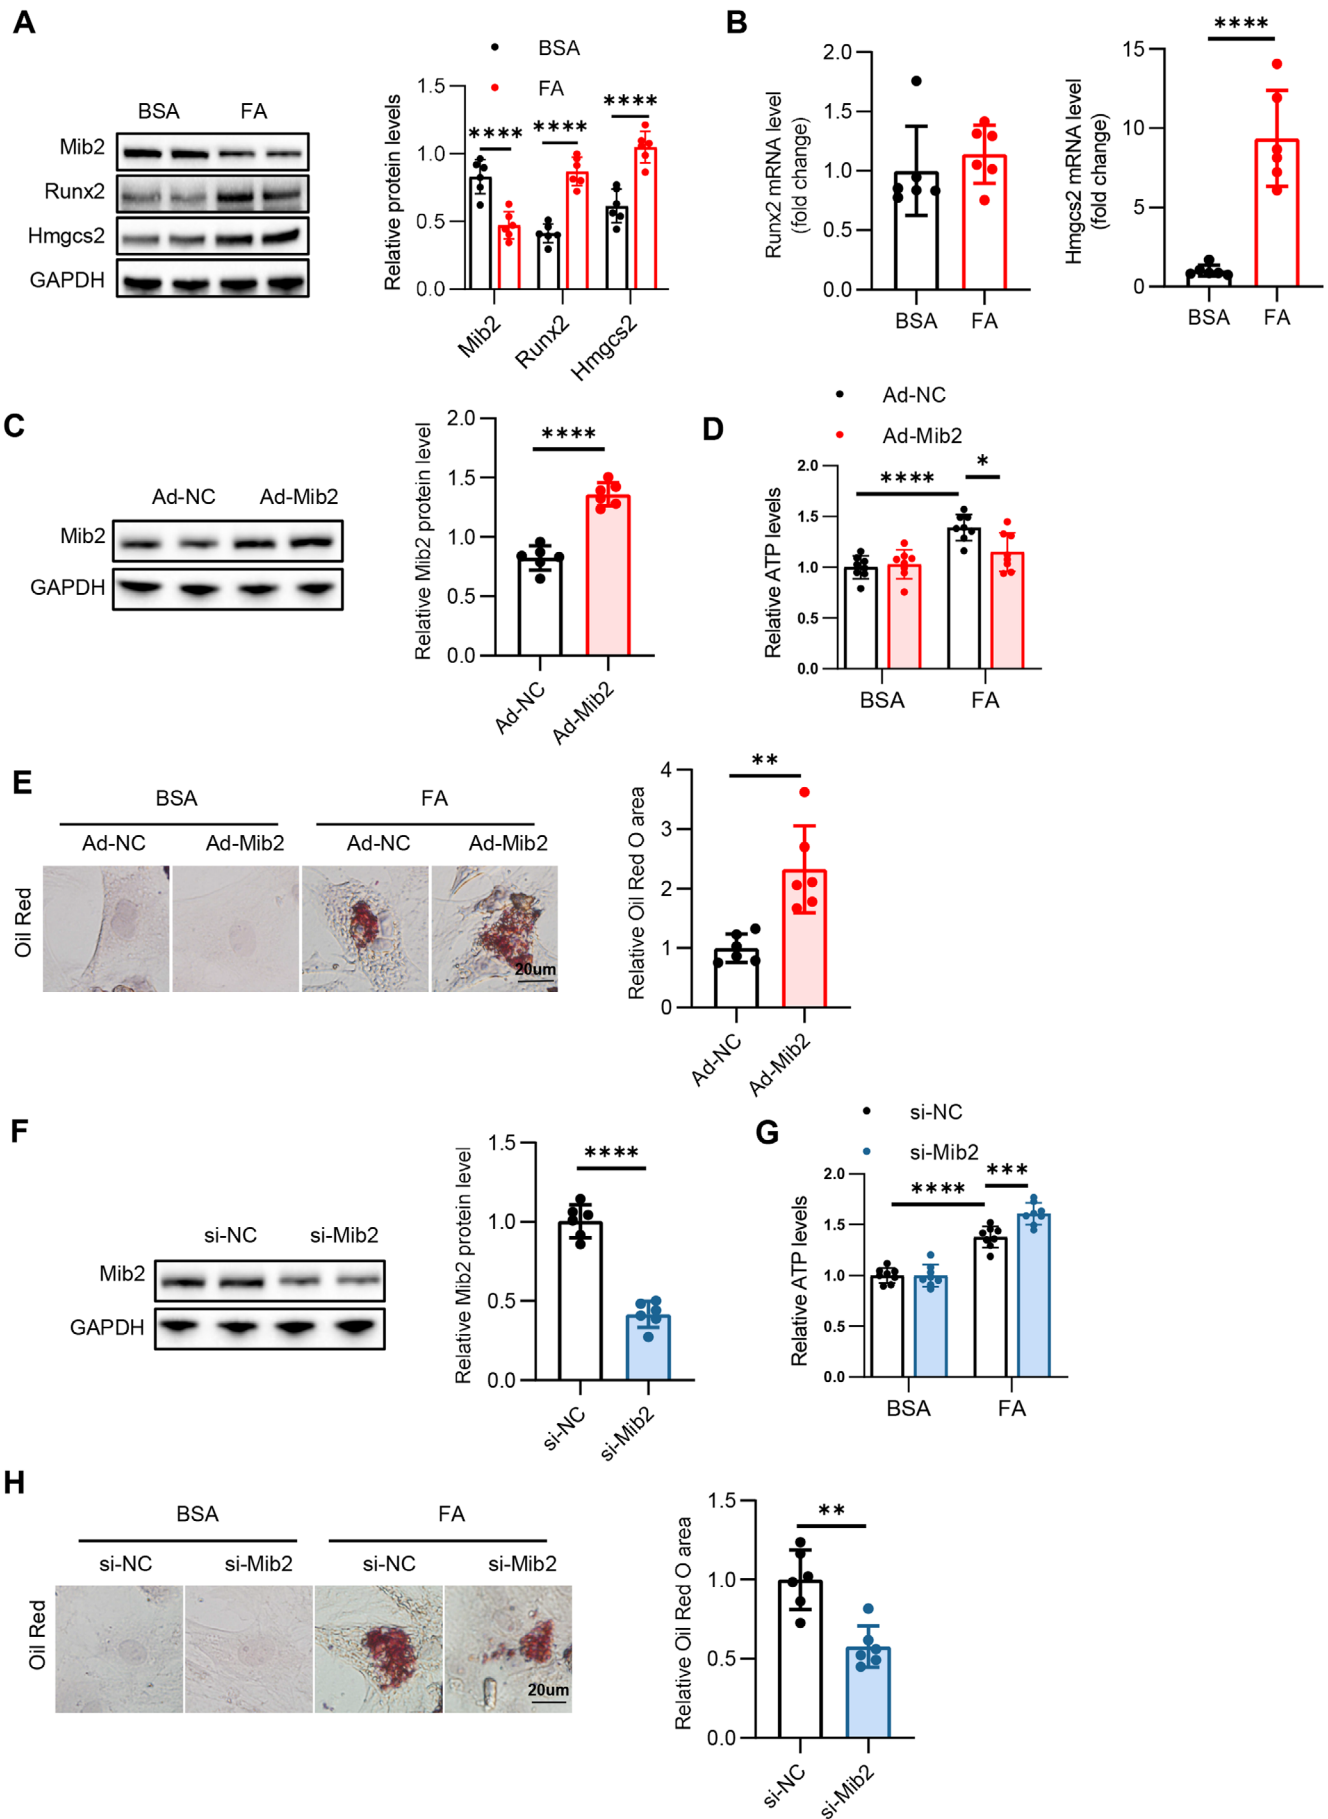 A
BSA
FA
BSA FA
Mib2
Runx2
Hmgcs2
GAPDH
Relative protein levels
1.5
1.0
0.5
0.0
**** **** ****
Mib2 Runx2 Hmgcs2
B
Runx2 mRNA level
(fold change)
2.0
1.5
1.0
0.5
0.0
BSA FA
Hmgcs2 mRNA level
(fold change)
****
15
10
5
0
BSA FA
C
Ad-NC Ad-Mib2
Mib2
GAPDH
Relative Mib2 protein level
2.0
1.5
1.0
0.5
0.0
****
Ad-NC Ad-Mib2
D
Ad-NC
Ad-Mib2
Relative ATP levels
2.0
1.5
1.0
0.5
0.0
**** *
BSA FA
E
BSA FA
Ad-NC Ad-Mib2 Ad-NC Ad-Mib2
Oil Red
20um
Relative Oil Red O area
4
3
2
1
0
**
Ad-NC Ad-Mib2
F
si-NC si-Mib2
Mib2
GAPDH
Relative Mib2 protein level
1.5
1.0
0.5
0.0
****
si-NC si-Mib2
G
si-NC
si-Mib2
Relative ATP levels
2.0
1.5
1.0
0.5
0.0
**** ***
BSA FA
H
BSA FA
si-NC si-Mib2 si-NC si-Mib2
Oil Red
20um
Relative Oil Red O area
1.5
1.0
0.5
0.0
**
si-NC si-Mib2